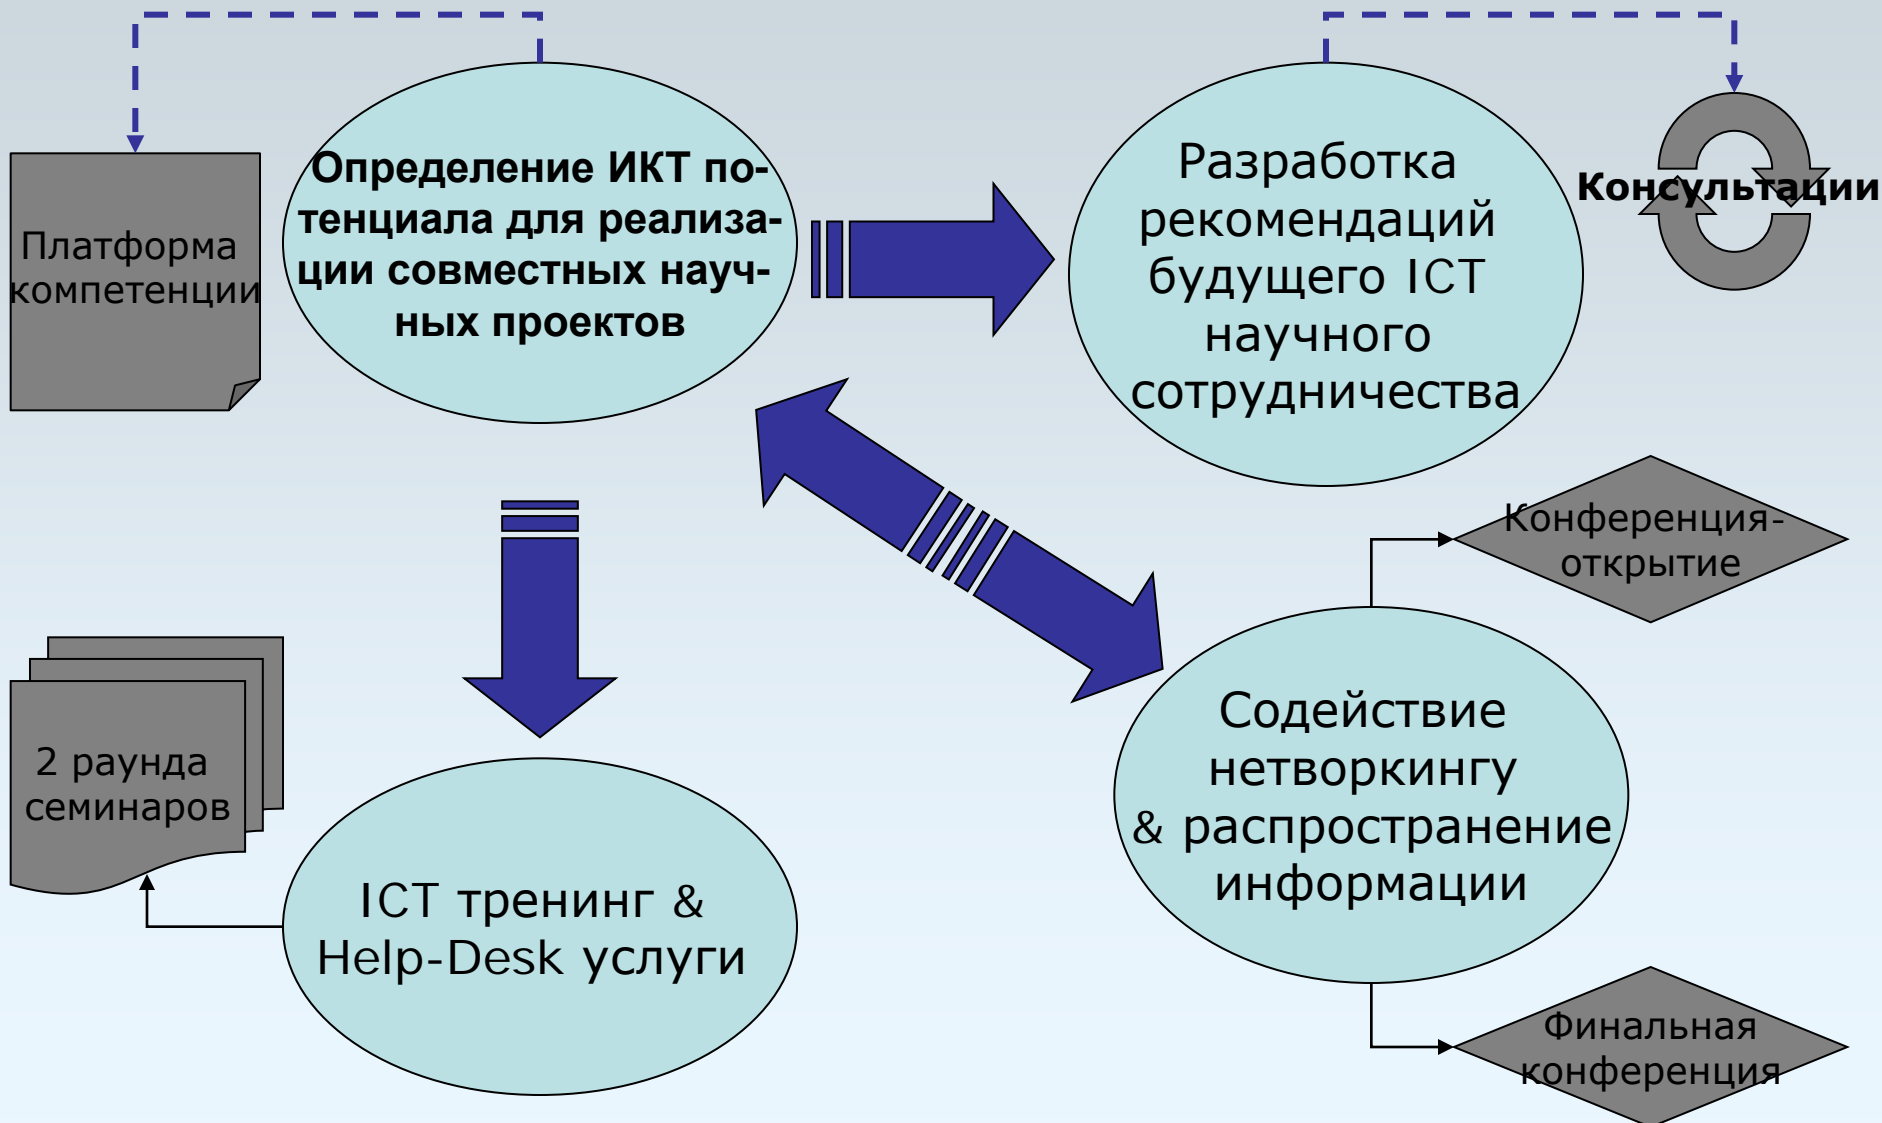 Платформа
компетенции
Определение ИКТ по-
тенциала для реализа-
ции совместных науч-
ных проектов
Разработка
рекомендаций
будущего ICT
научного
сотрудничества
Консультации
Конференция-
открытие
Содействие
нетворкингу
& распространение
информации
2 раунда
семинаров
ICT тренинг &
Help-Desk услуги
Финальная
конференция